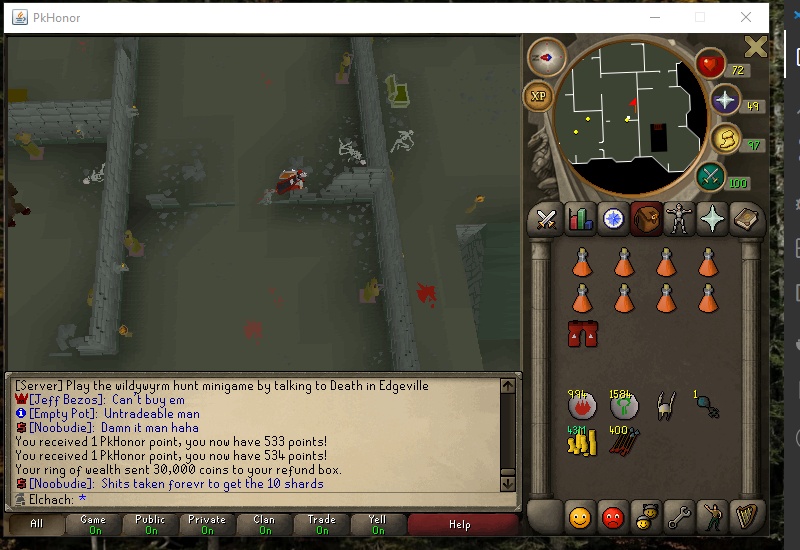 PkHonor
N
XP
72
49
97
100
994
1584
1
43M
400
[Server] Play the wildywyrm hunt minigame by talking to Death in Edgeville
[Jeff Bezos]: Can't buy em
[Empty Pot]: Untradeable man
[Noobudie]: Damn it man haha
You received 1 PkHonor point, you now have 533 points!
You received 1 PkHonor point, you now have 534 points!
Your ring of wealth sent 30,000 coins to your refund box.
[Noobudie]: Shits taken forevr to get the 10 shards
Elchach: *
All Game Public Private Clan Trade Yell Help
On On On On On On